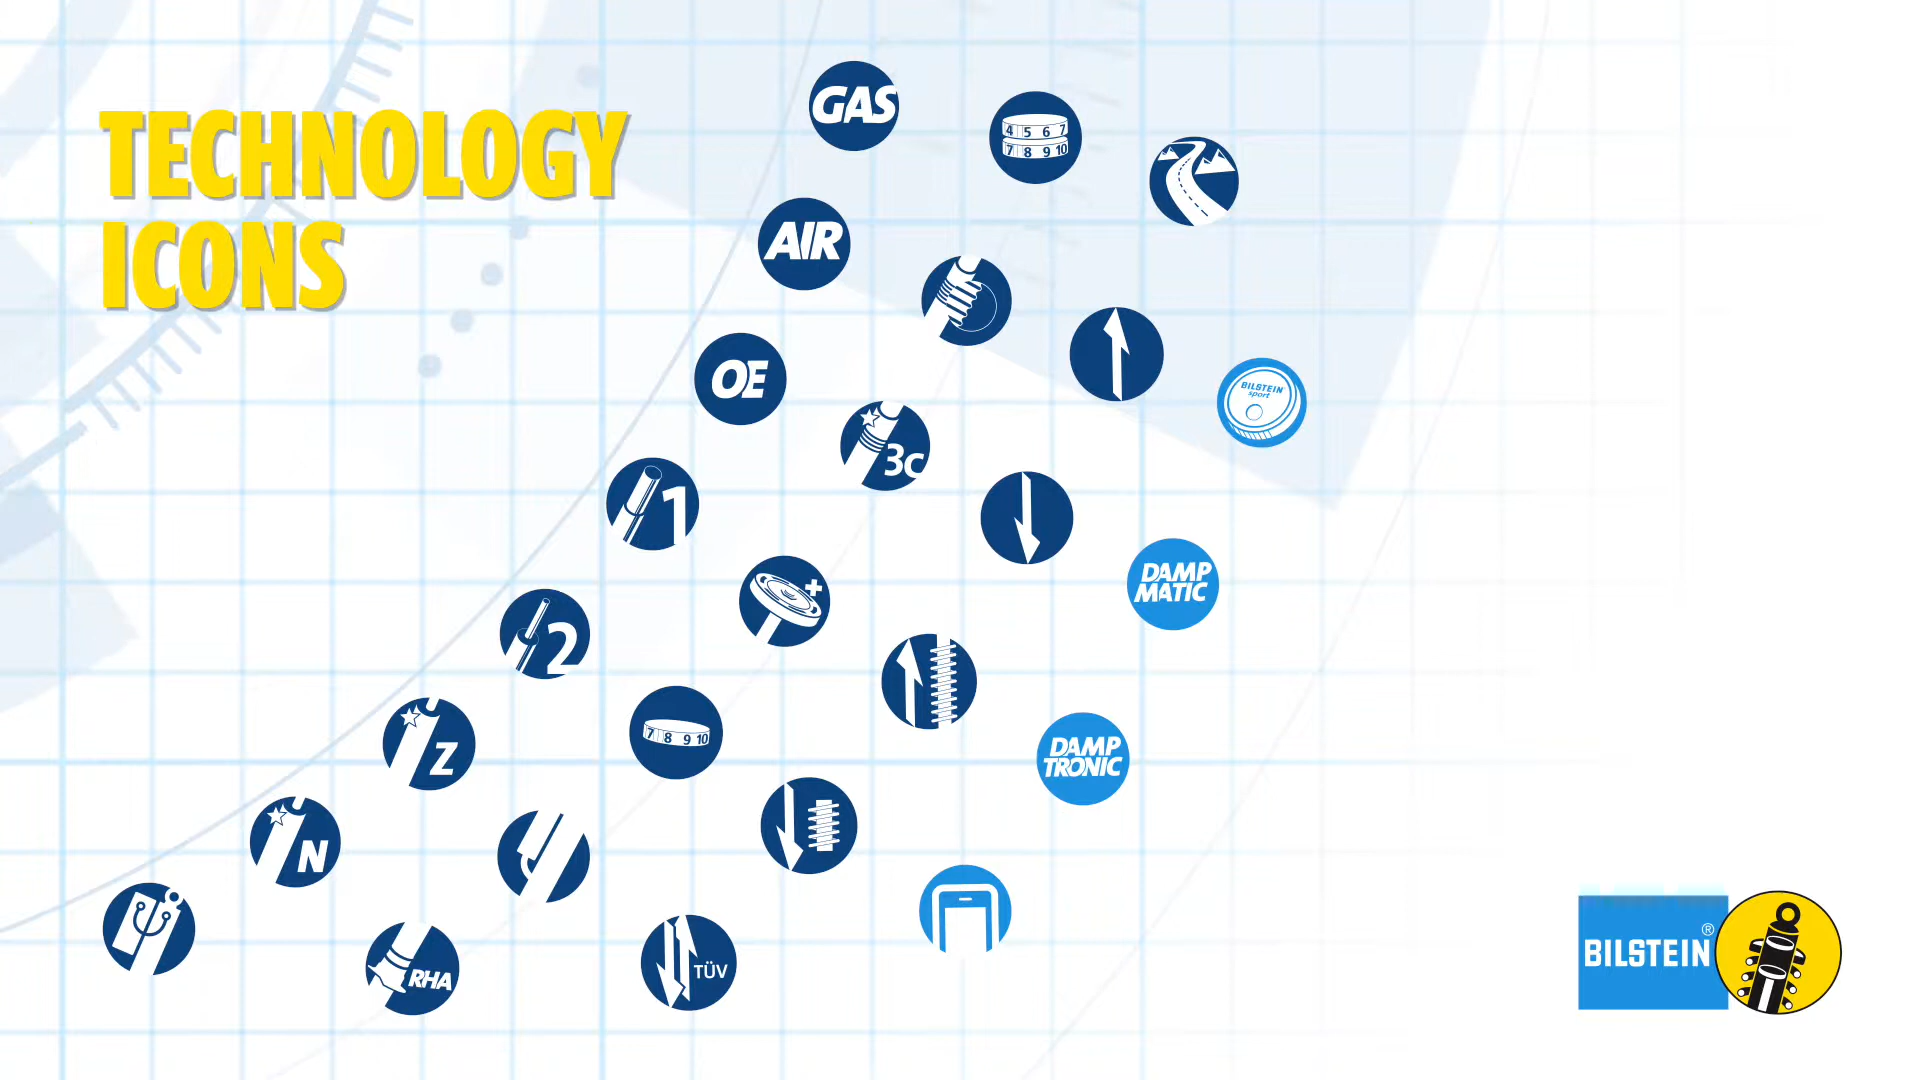 TECHNOLOGY
ICONS
GAS
4 5 6 7
7 8 9 10
AIR
OE
BILSTEIN
sport
3C
1
DAMP
MATIC
2
Z
7 8 9 10
DAMP
TRONIC
N
RHA
TÜV
BILSTEIN®